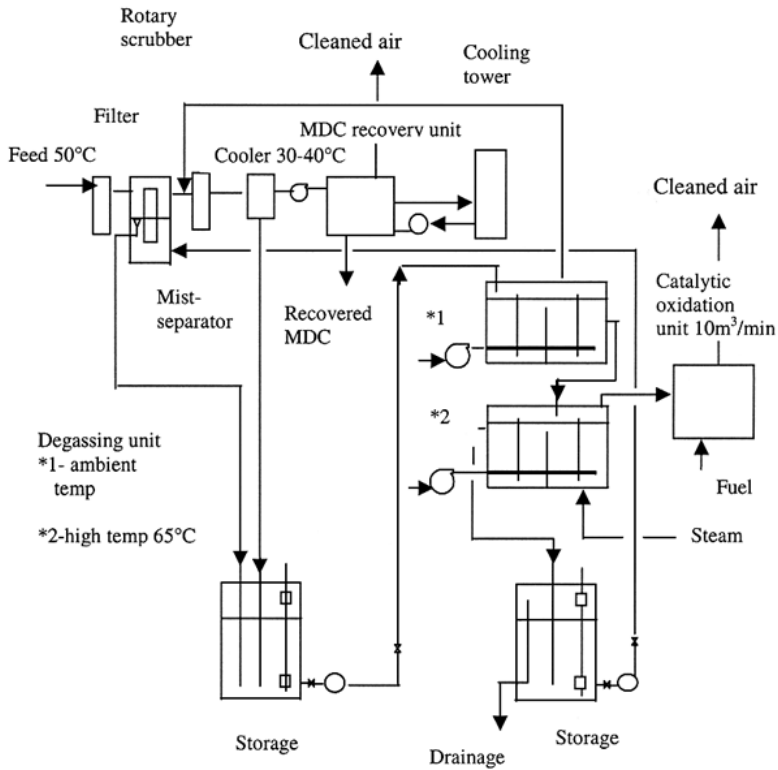 Rotary
scrubber
Cleaned air
Cooling
tower
Filter
MDC recovery unit
Feed 50°C
Cooler 30-40°C
Cleaned air
Mist-
separator
Recovered
MDC
Catalytic
oxidation
unit 10m³/min
*1
*2
Degassing unit
*1- ambient
temp
*2-high temp 65°C
Fuel
Steam
Storage
Drainage
Storage